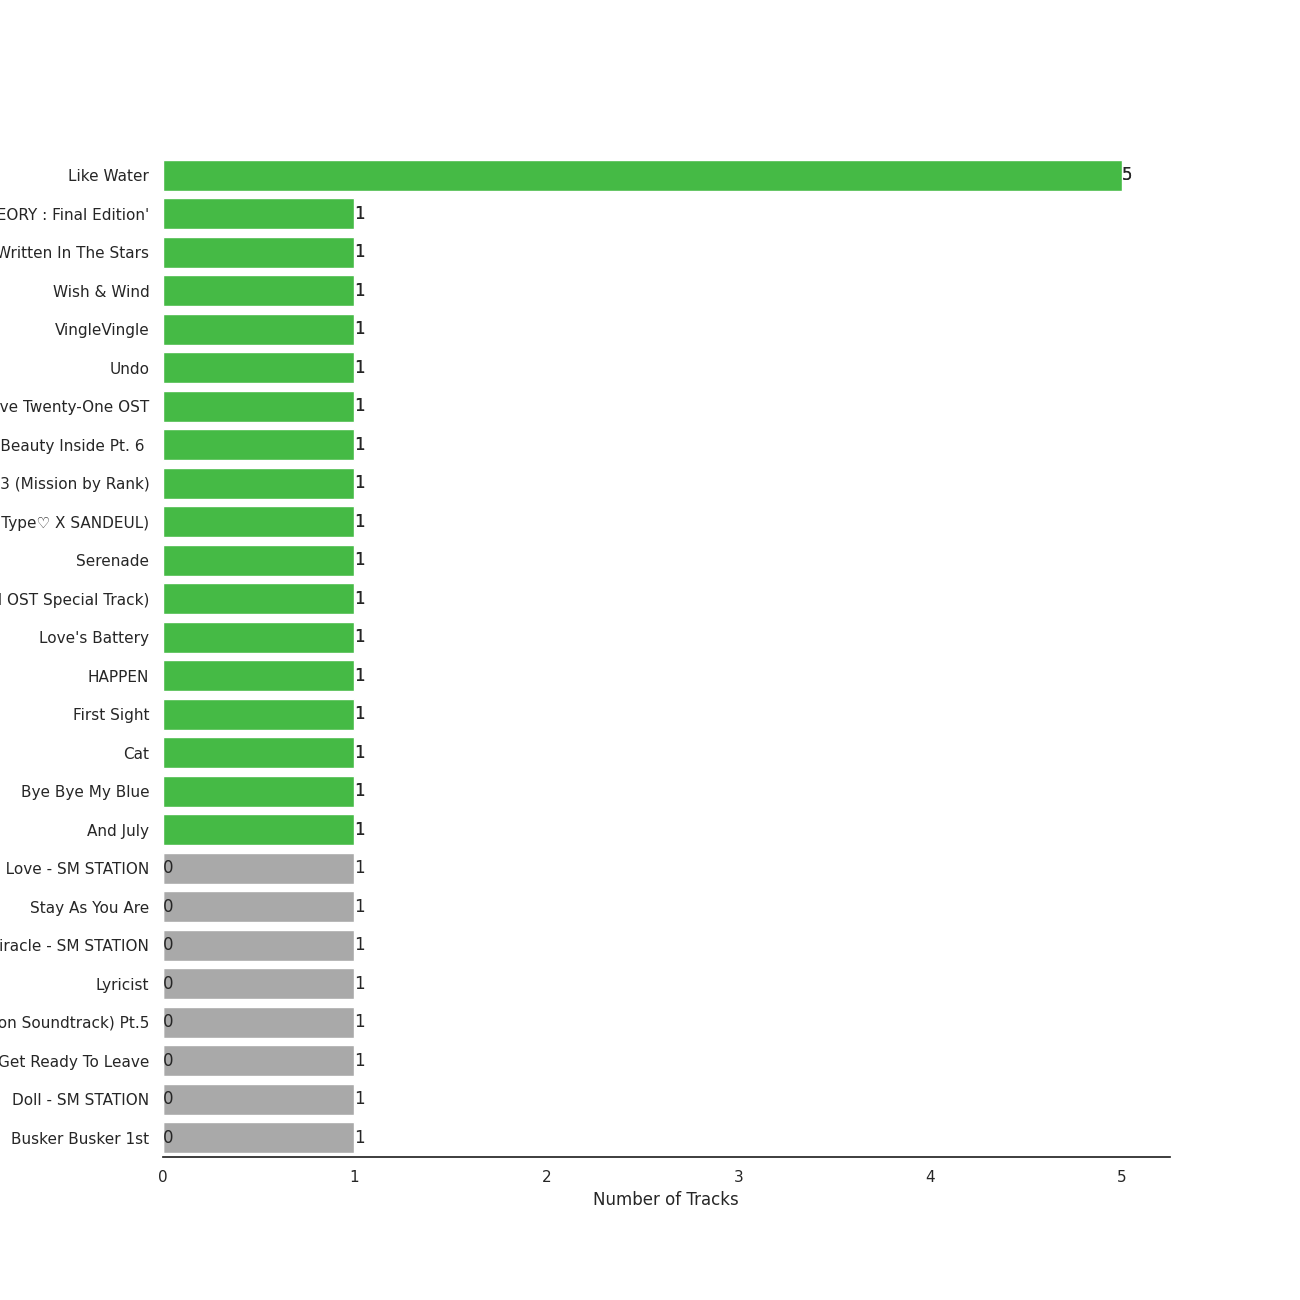 Like Water 5
EORY : Final Edition' 1
Written In The Stars 1
Wish & Wind 1
VingleVingle 1
Undo 1
ve Twenty-One OST 1
Beauty Inside Pt. 6 1
3 (Mission by Rank) 1
Type♡ X SANDEUL) 1
Serenade 1
OST Special Track) 1
Love's Battery 1
HAPPEN 1
First Sight 1
Cat 1
Bye Bye My Blue 1
And July 1
Love - SM STATION 0 1
Stay As You Are 0 1
iracle - SM STATION 0 1
Lyricist 0 1
on Soundtrack) Pt.5 0 1
Get Ready To Leave 0 1
Doll - SM STATION 0 1
Busker Busker 1st 0 1
0 1 2 3 4 5
Number of Tracks